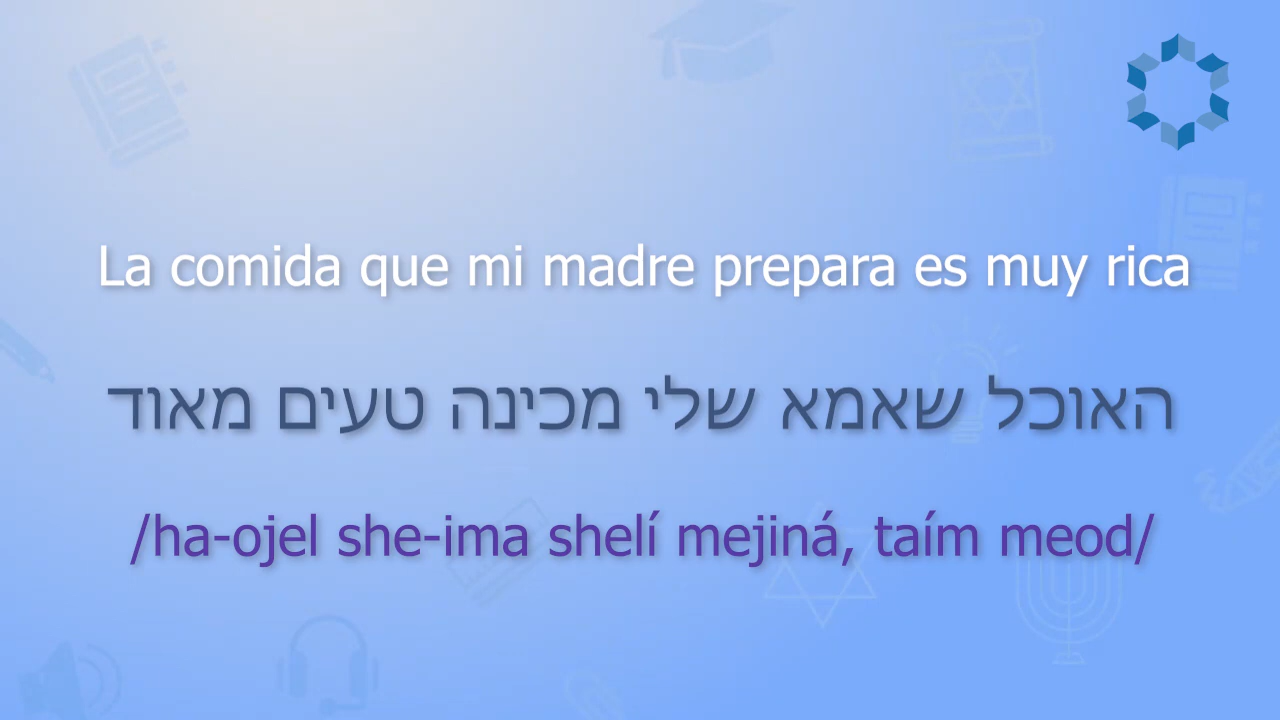 La comida que mi madre prepara es muy rica
האוכל שאמא שלי מכינה טעים מאוד
/ha-ojel she-ima shelí mejiná, taím meod/